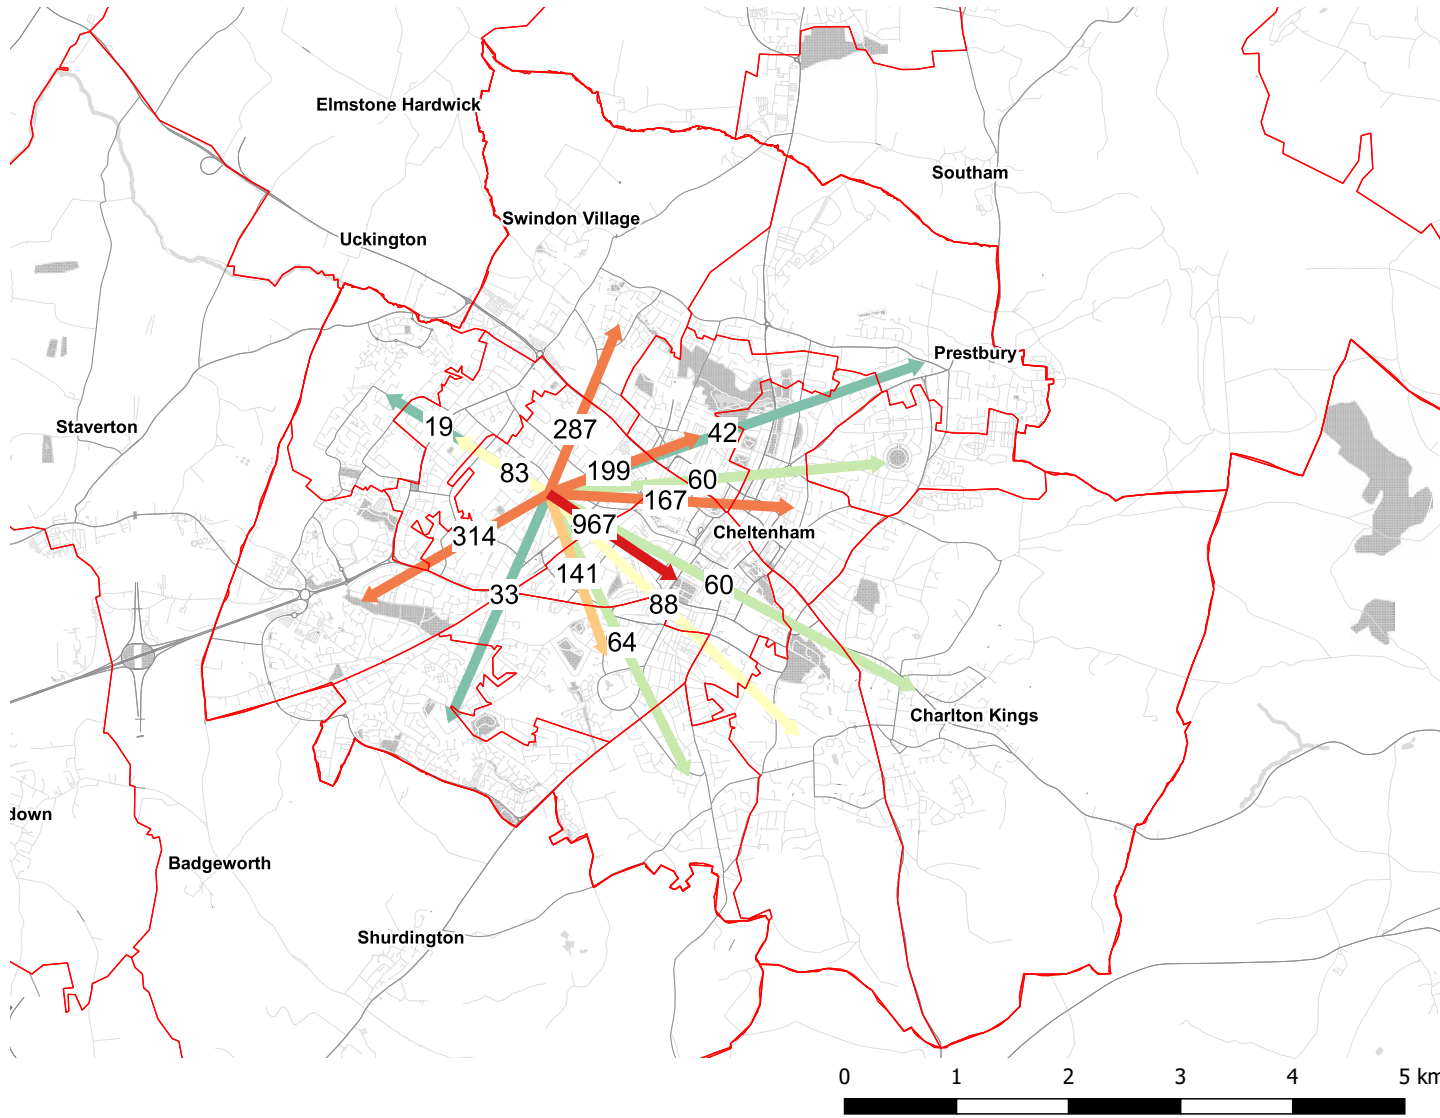 Elmstone Hardwick
Southam
Swindon Village
Uckington
Prestbury
Staverton
19
287
42
83
199
60
167
314
967
Cheltenham
141
60
33
88
64
Charlton Kings
down
Badgeworth
Shurdington
0 1 2 3 4 5 km